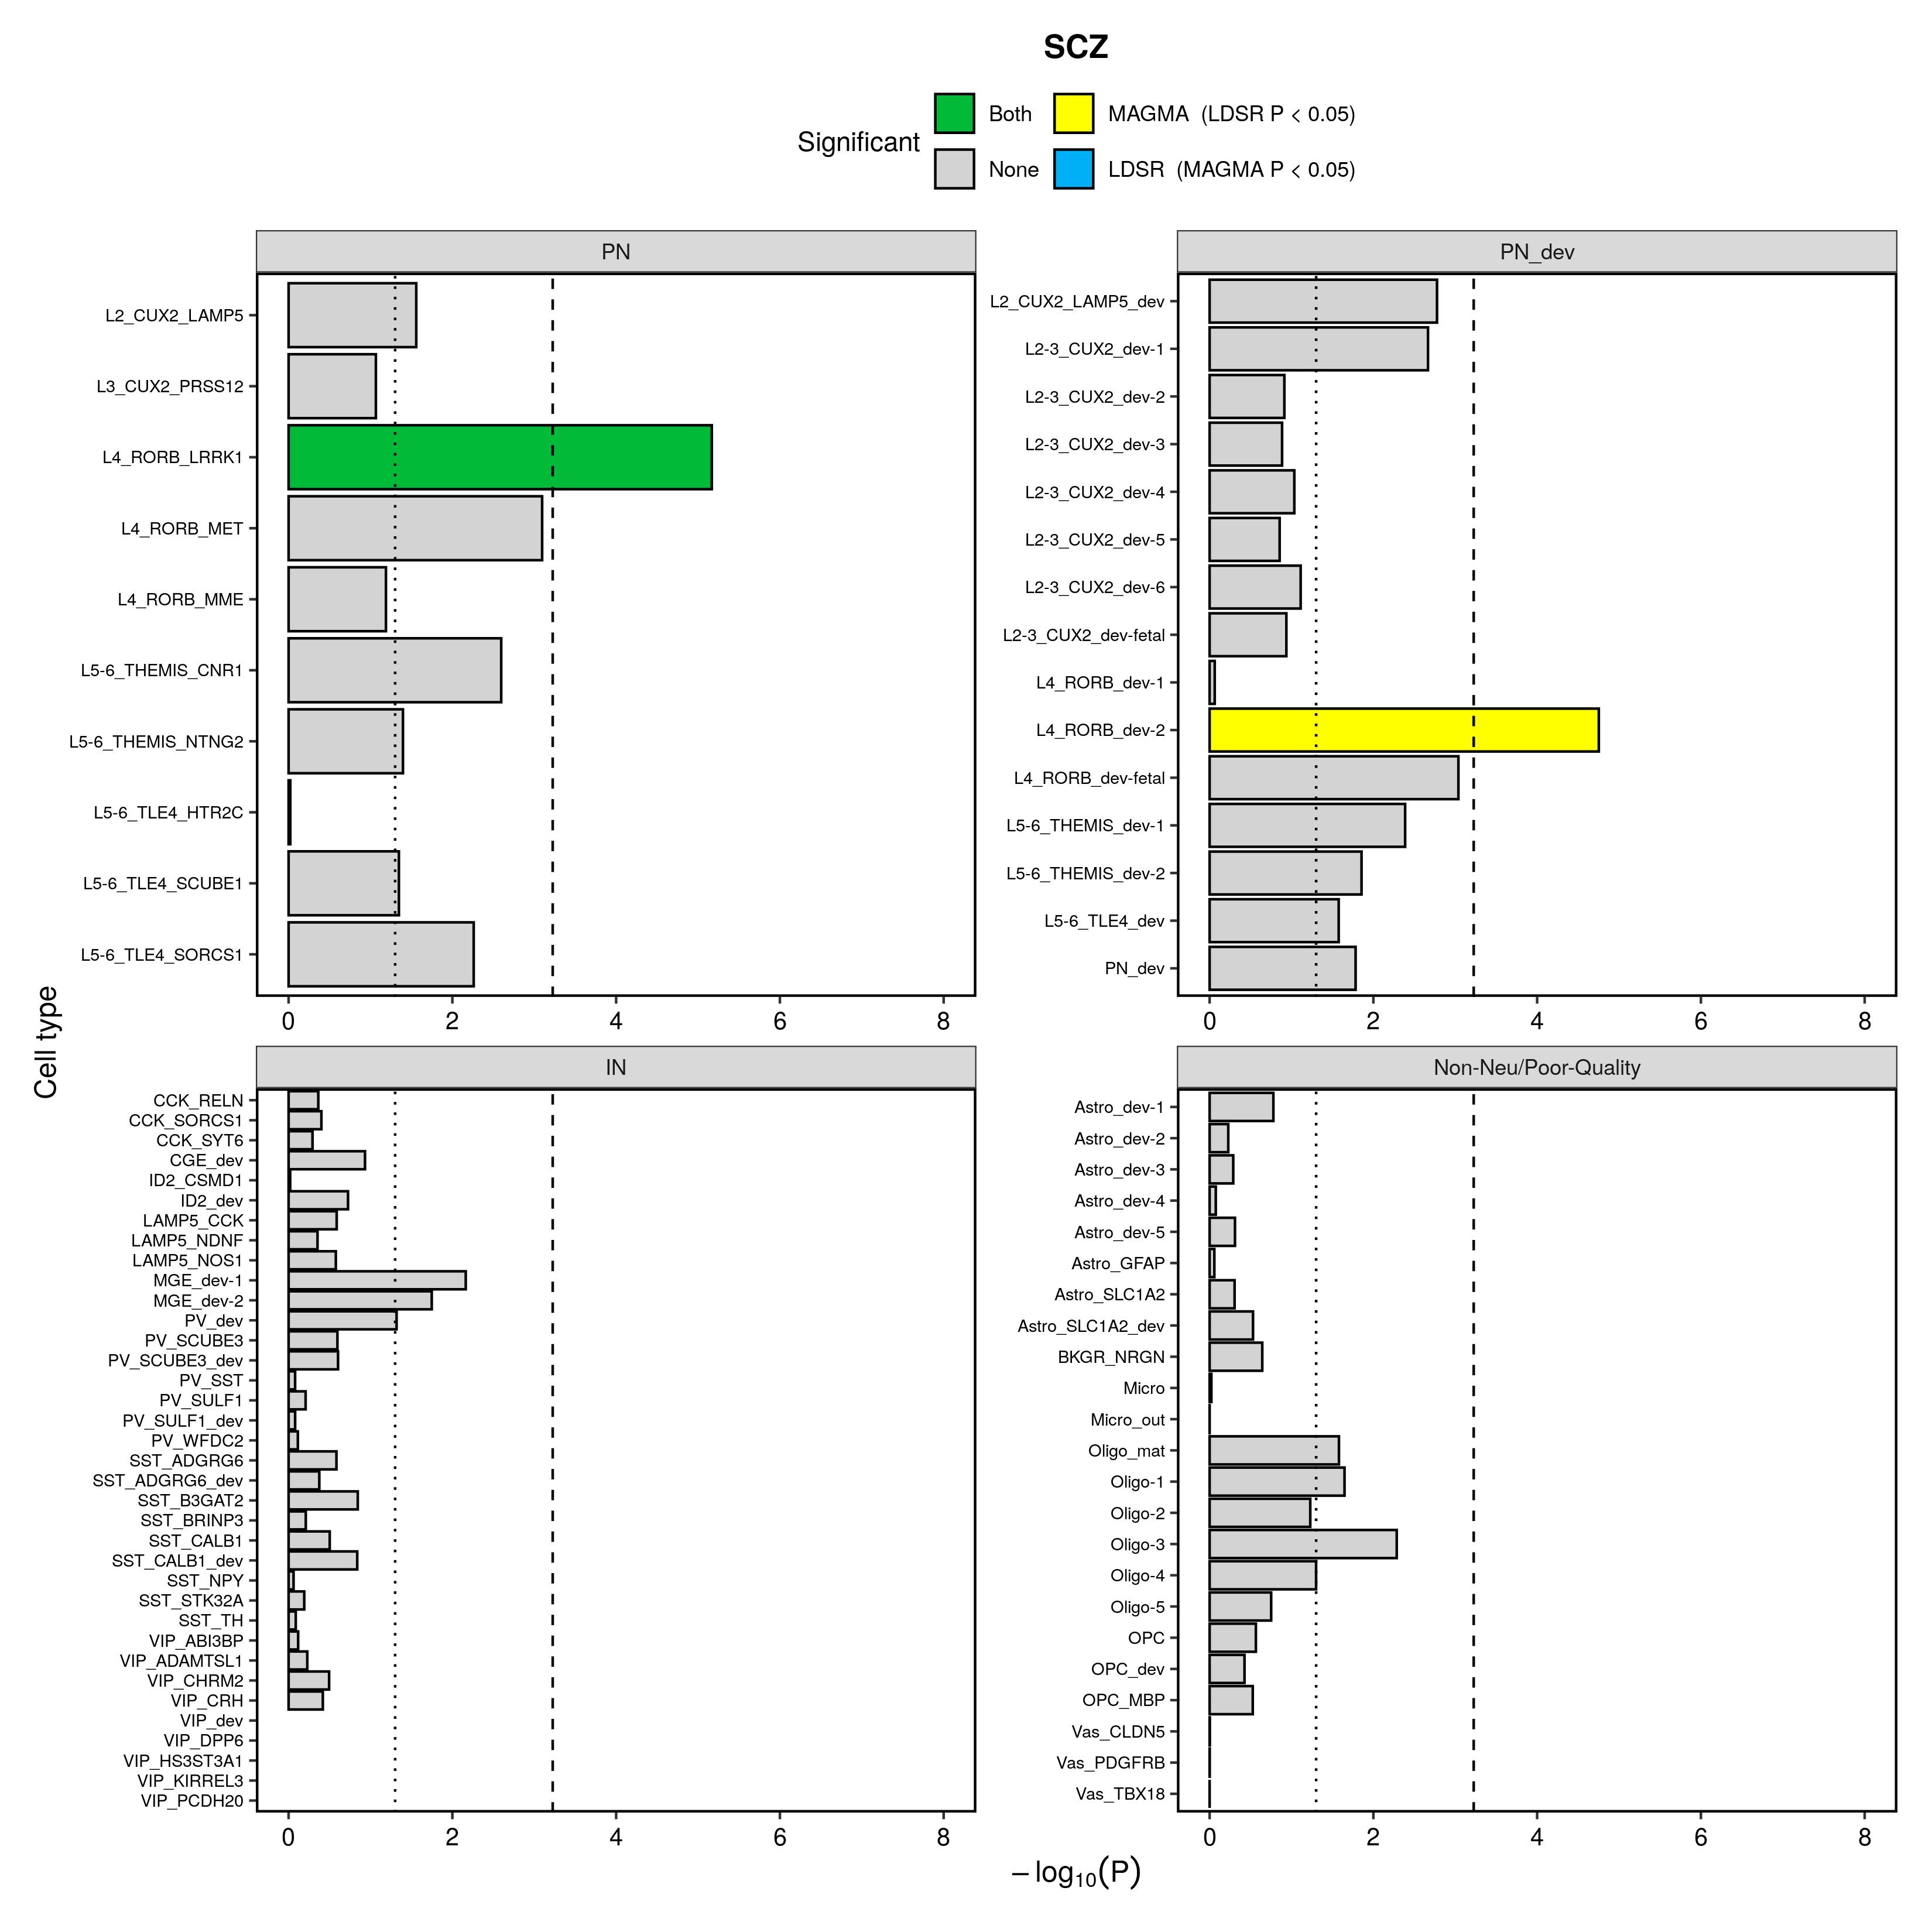 SCZ
Significant
Both
MAGMA  (LDSR P < 0.05)
None
LDSR  (MAGMA P < 0.05)
PN
L2_CUX2_LAMP5
L3_CUX2_PRSS12
L4_RORB_LRRK1
L4_RORB_MET
L4_RORB_MME
L5-6_THEMIS_CNR1
L5-6_THEMIS_NTNG2
L5-6_TLE4_HTR2C
L5-6_TLE4_SCUBE1
L5-6_TLE4_SORCS1
0 2 4 6 8
PN_dev
L2_CUX2_LAMP5_dev
L2-3_CUX2_dev-1
L2-3_CUX2_dev-2
L2-3_CUX2_dev-3
L2-3_CUX2_dev-4
L2-3_CUX2_dev-5
L2-3_CUX2_dev-6
L2-3_CUX2_dev-fetal
L4_RORB_dev-1
L4_RORB_dev-2
L4_RORB_dev-fetal
L5-6_THEMIS_dev-1
L5-6_THEMIS_dev-2
L5-6_TLE4_dev
PN_dev
0 2 4 6 8
Cell type
IN
CCK_RELN
CCK_SORCS1
CCK_SYT6
CGE_dev
ID2_CSMD1
ID2_dev
LAMP5_CCK
LAMP5_NDNF
LAMP5_NOS1
MGE_dev-1
MGE_dev-2
PV_dev
PV_SCUBE3
PV_SCUBE3_dev
PV_SST
PV_SULF1
PV_SULF1_dev
PV_WFDC2
SST_ADGRG6
SST_ADGRG6_dev
SST_B3GAT2
SST_BRINP3
SST_CALB1
SST_CALB1_dev
SST_NPY
SST_STK32A
SST_TH
VIP_ABI3BP
VIP_ADAMTSL1
VIP_CHRM2
VIP_CRH
VIP_dev
VIP_DPP6
VIP_HS3ST3A1
VIP_KIRREL3
VIP_PCDH20
0 2 4 6 8
Non-Neu/Poor-Quality
Astro_dev-1
Astro_dev-2
Astro_dev-3
Astro_dev-4
Astro_dev-5
Astro_GFAP
Astro_SLC1A2
Astro_SLC1A2_dev
BKGR_NRGN
Micro
Micro_out
Oligo_mat
Oligo-1
Oligo-2
Oligo-3
Oligo-4
Oligo-5
OPC
OPC_dev
OPC_MBP
Vas_CLDN5
Vas_PDGFRB
Vas_TBX18
0 2 4 6 8
−log₁₀(P)